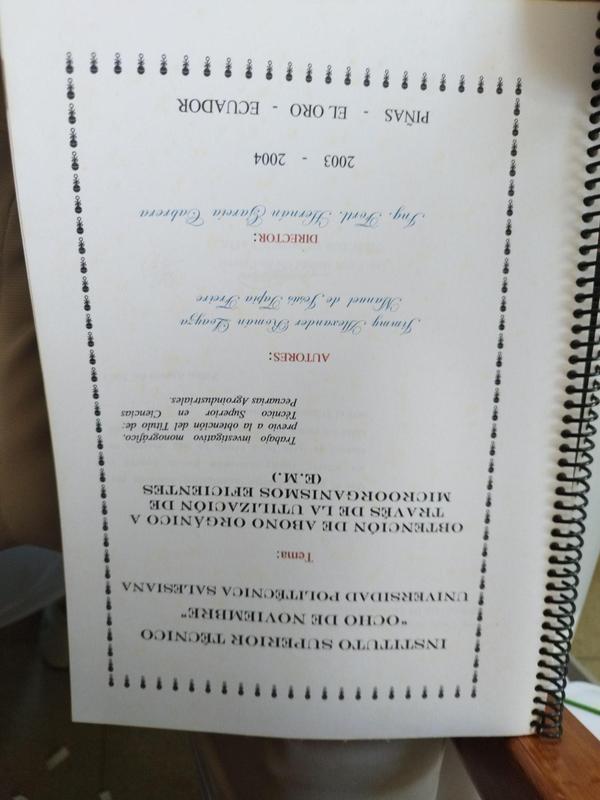 INSTITUTO SUPERIOR TÉCNICO
"OCHO DE NOVIEMBRE"
UNIVERSIDAD POLITÉCNICA SALESIANA
Tema:
OBTENCIÓN DE ABONO ORGÁNICO A
TRAVÉS DE LA UTILIZACIÓN DE
MICROORGANISMOS EFICIENTES
(E.M.)
Trabajo investigativo monográfico,
previo a la obtención del Título de:
Técnico Superior en Ciencias
Pecuarias Agroindustriales.
AUTORES:
Jimmy Alexander Román Loayza
Manuel de Jesús Tapia Freire
DIRECTOR:
Ing. Fortl. Hernán García Cabrera
2003 - 2004
PIÑAS - EL ORO - ECUADOR